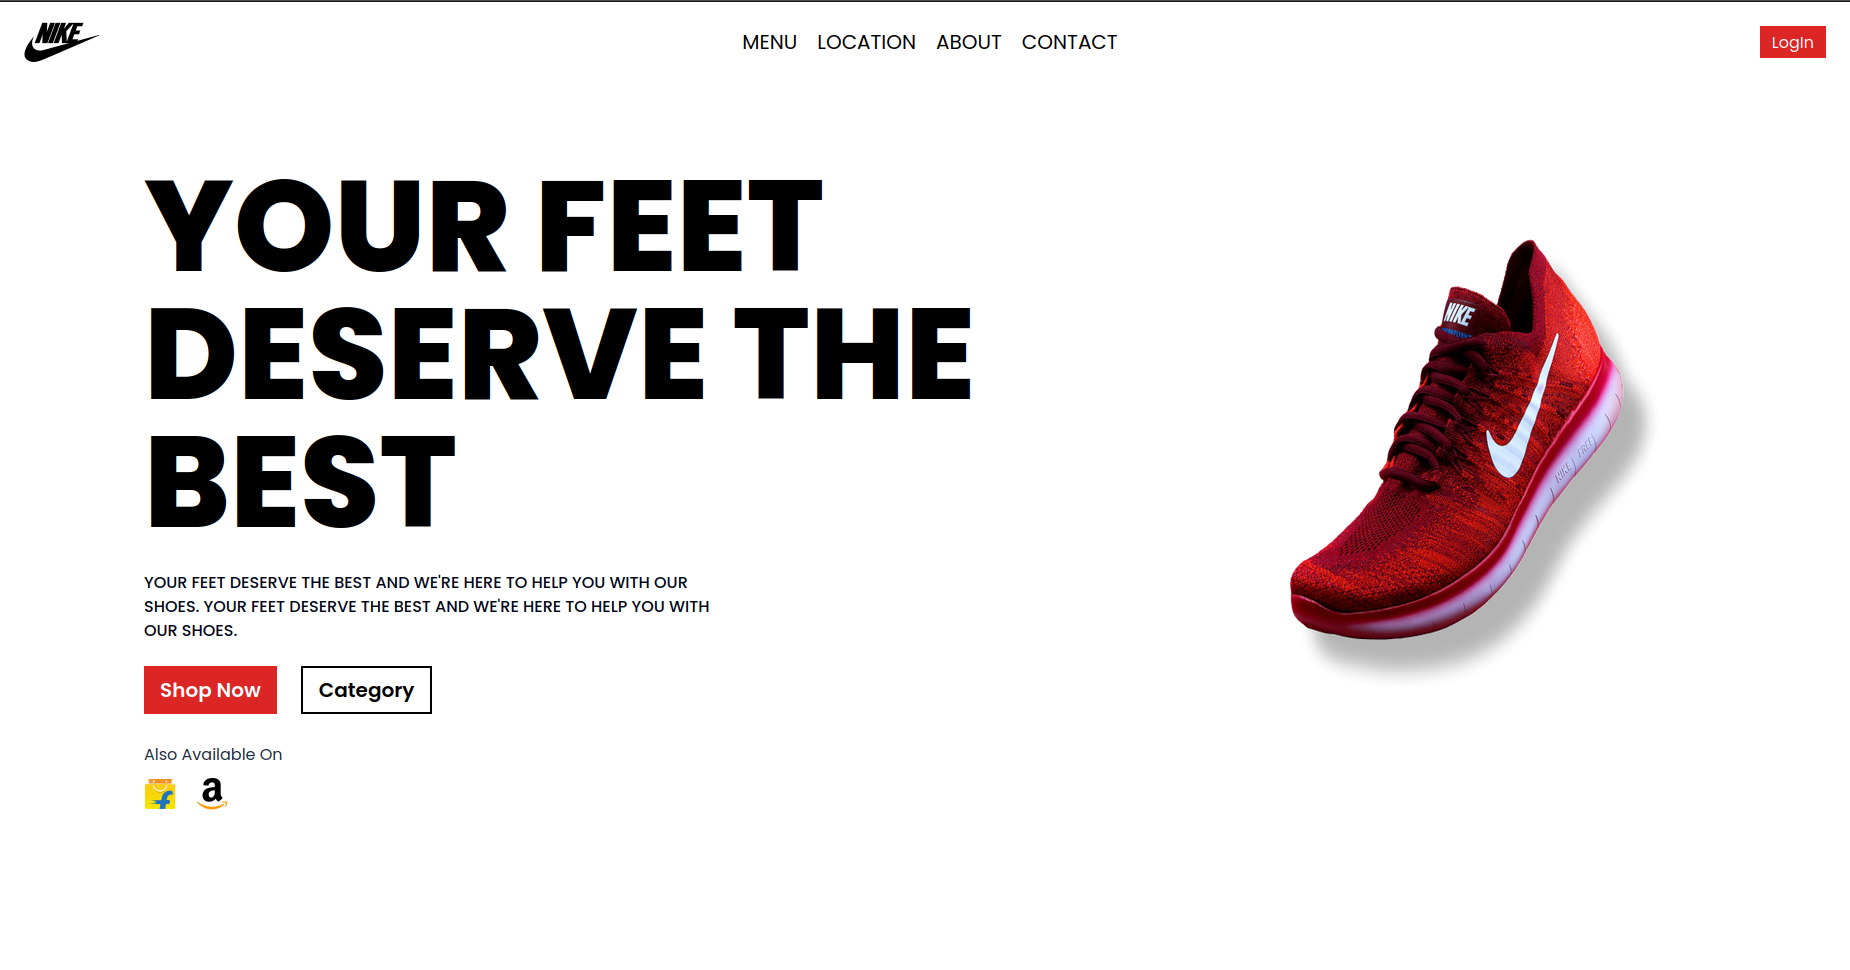 NIKE
MENU LOCATION ABOUT CONTACT
LogIn
YOUR FEET
DESERVE THE
BEST
NIKE
NIKE FREE
YOUR FEET DESERVE THE BEST AND WE'RE HERE TO HELP YOU WITH OUR
SHOES. YOUR FEET DESERVE THE BEST AND WE'RE HERE TO HELP YOU WITH
OUR SHOES.
Shop Now
Category
Also Available On
f
a